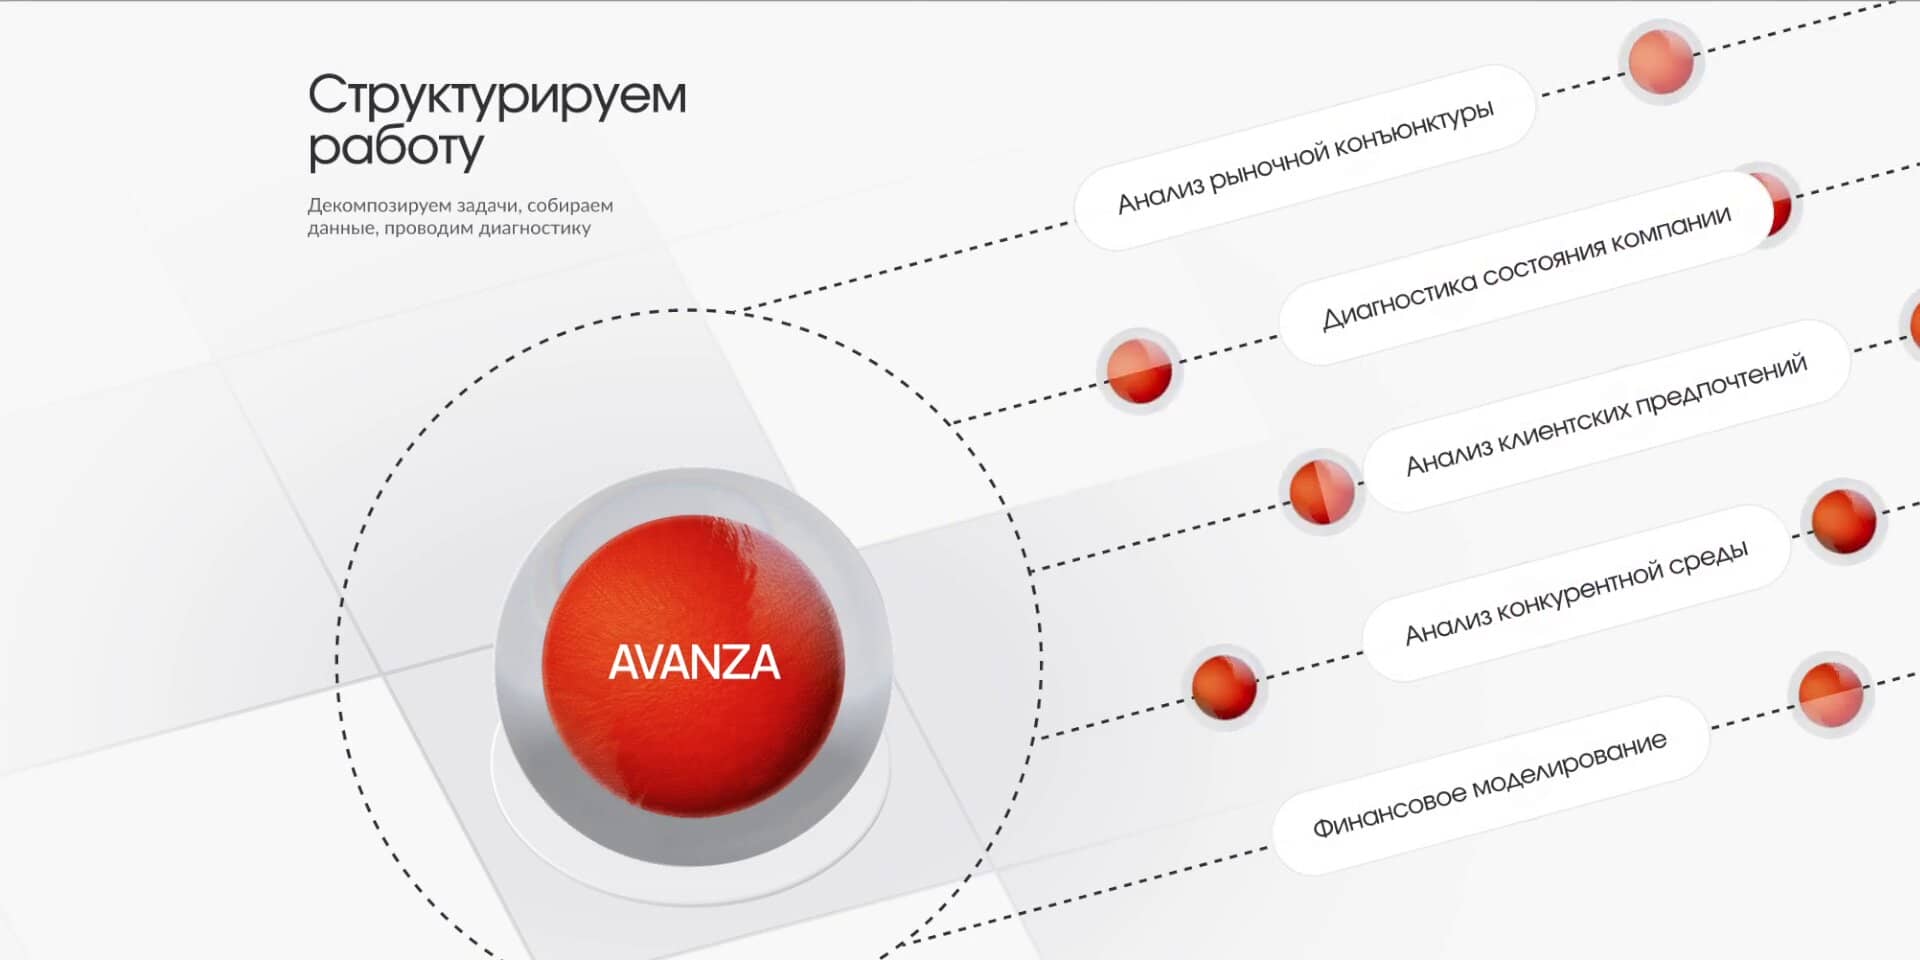 Структурируем
работу
Декомпозируем задачи, собираем
данные, проводим диагностику
Анализ рыночной конъюнктуры
Диагностика состояния компании
Анализ клиентских предпочтений
Анализ конкурентной среды
Финансовое моделирование
AVANZA